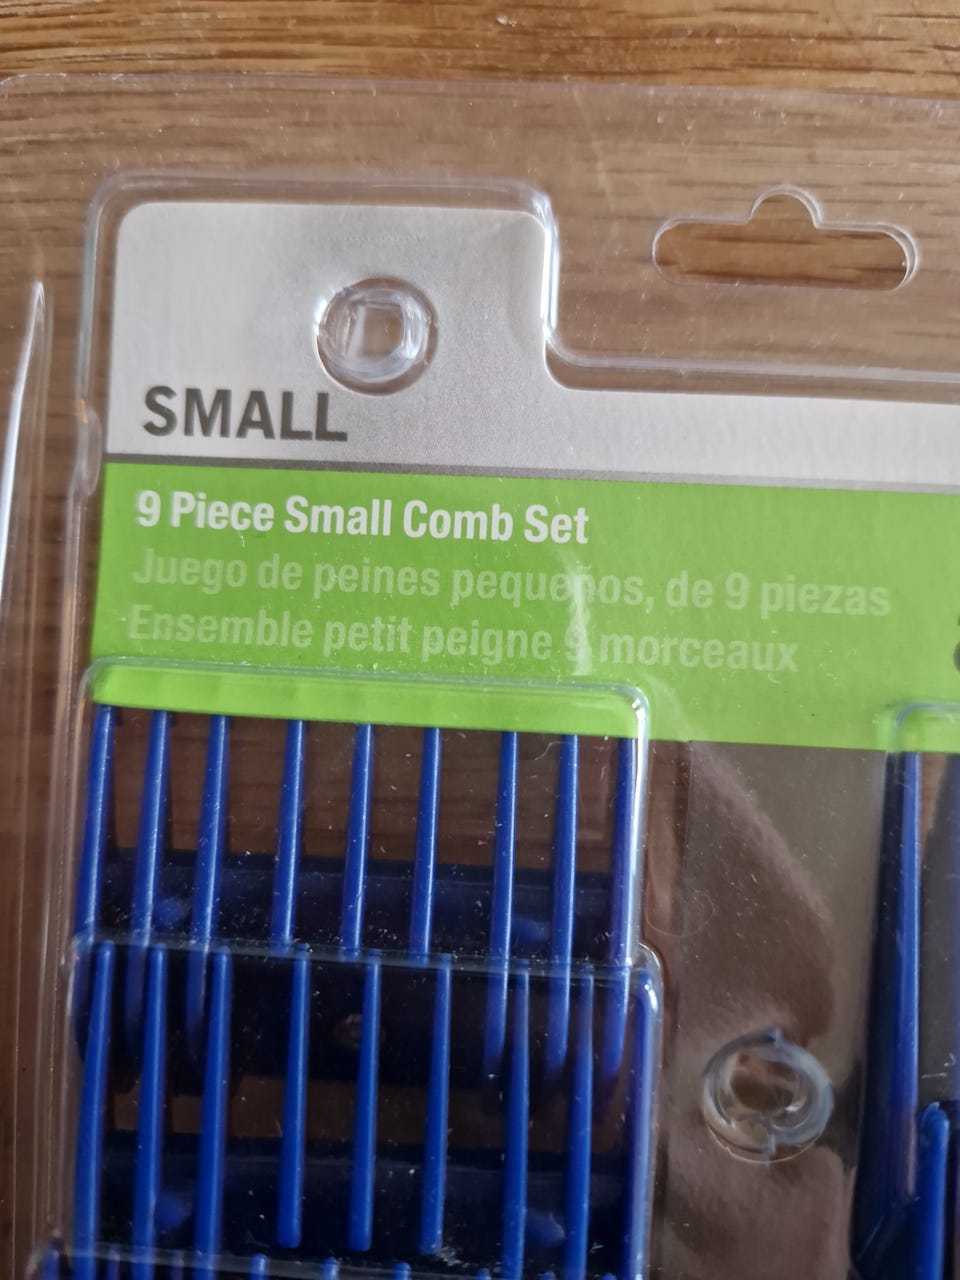 SMALL
9 Piece Small Comb Set
Juego de peines pequeños, de 9 piezas
Ensemble petit peigne 9 morceaux